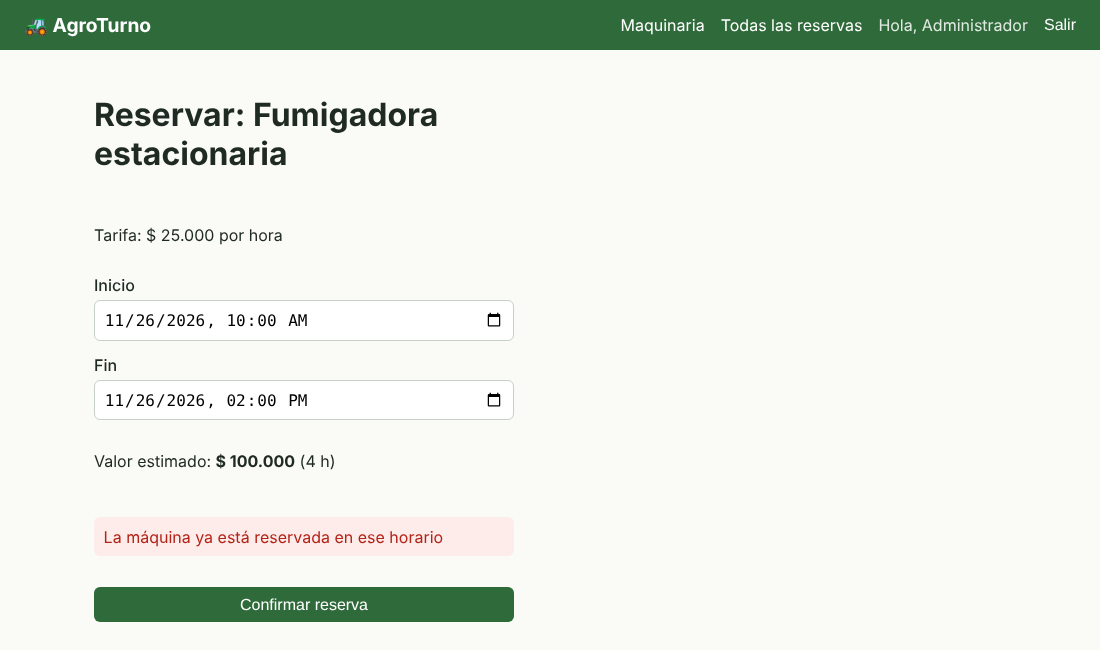 AgroTurno
Maquinaria Todas las reservas Hola, Administrador Salir
Reservar: Fumigadora
estacionaria
Tarifa: $ 25.000 por hora
Inicio
11/26/2026, 10:00 AM
Fin
11/26/2026, 02:00 PM
Valor estimado: $ 100.000 (4 h)
La máquina ya está reservada en ese horario
Confirmar reserva